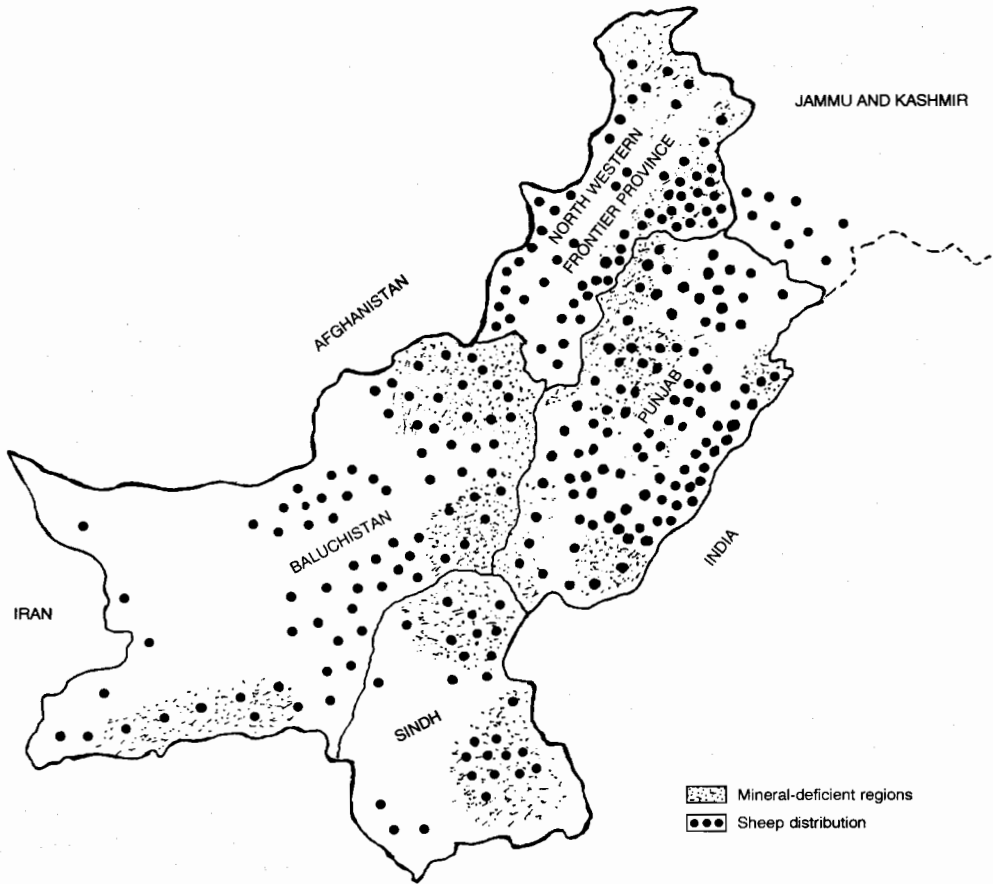 JAMMU AND KASHMIR
NORTH WESTERN
FRONTIER PROVINCE
AFGHANISTAN
PUNJAB
BALUCHISTAN
INDIA
IRAN
SINDH
Mineral-deficient regions
Sheep distribution